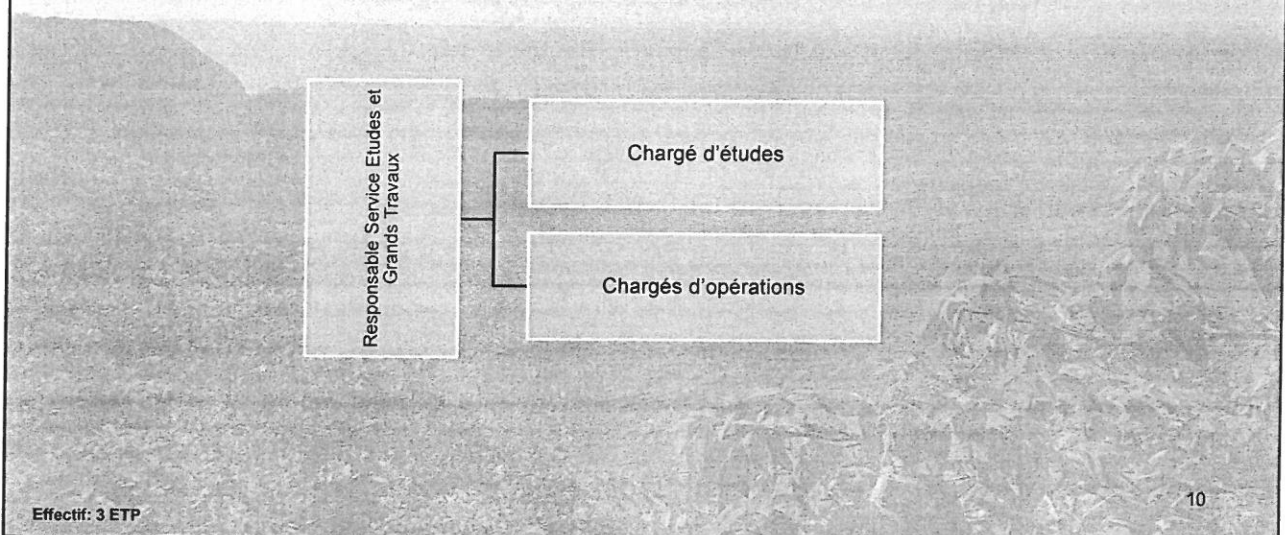 Responsable Service Etudes et
Grands Travaux
Chargé d'études
Chargés d'opérations
Effectif: 3 ETP
10